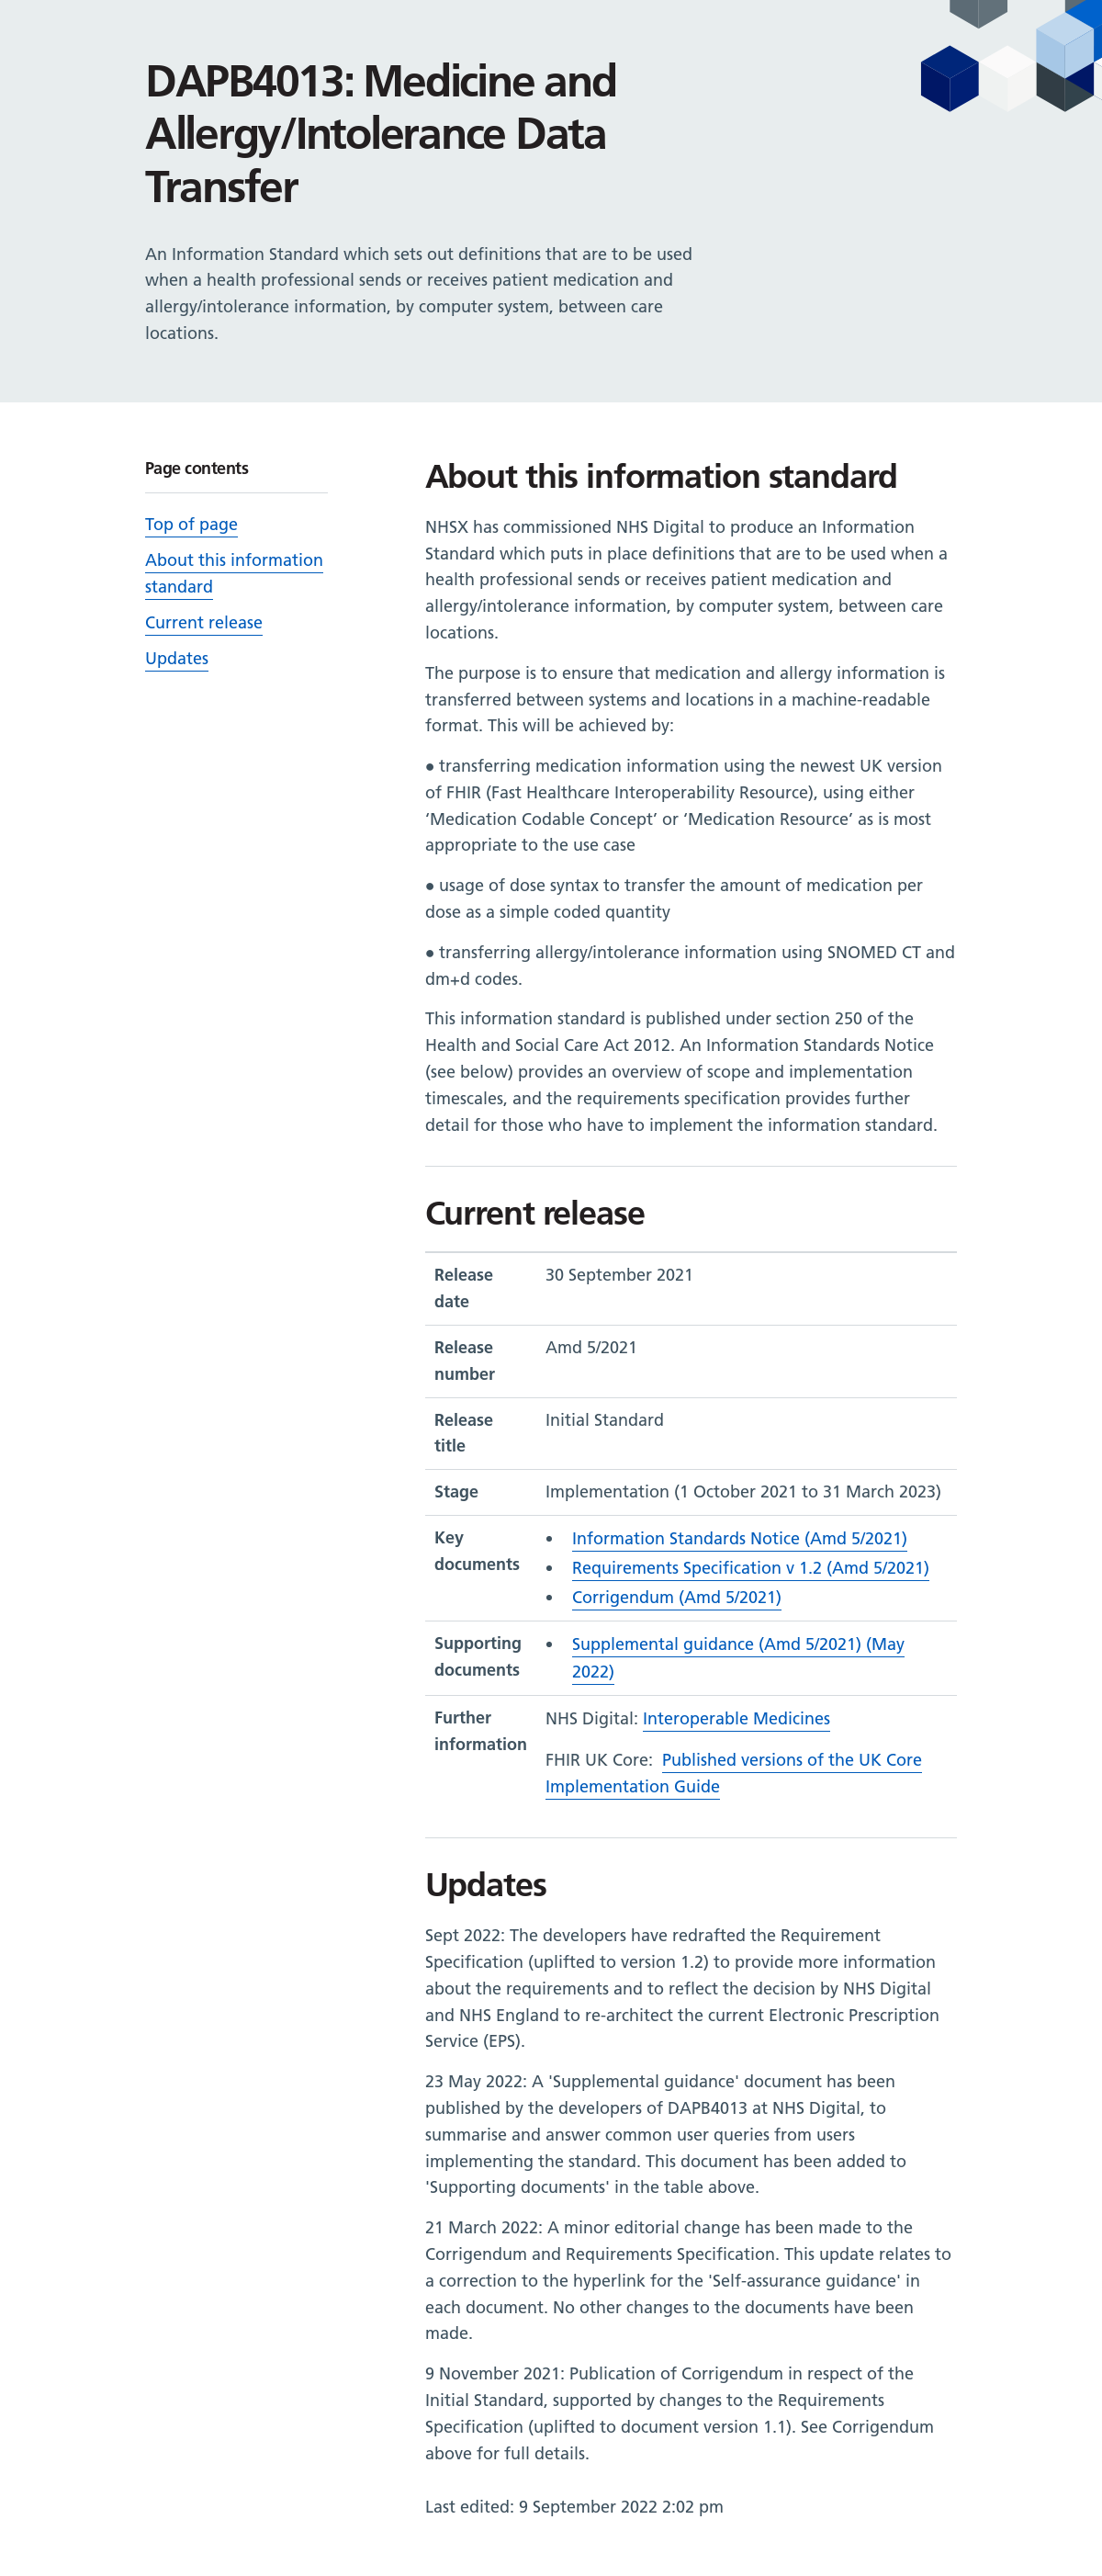 DAPB4013: Medicine and
Allergy/Intolerance Data
Transfer
An Information Standard which sets out definitions that are to be used
when a health professional sends or receives patient medication and
allergy/intolerance information, by computer system, between care
locations.
Page contents
Top of page
About this information
standard
Current release
Updates
About this information standard
NHSX has commissioned NHS Digital to produce an Information
Standard which puts in place definitions that are to be used when a
health professional sends or receives patient medication and
allergy/intolerance information, by computer system, between care
locations.
The purpose is to ensure that medication and allergy information is
transferred between systems and locations in a machine-readable
format. This will be achieved by:
● transferring medication information using the newest UK version
of FHIR (Fast Healthcare Interoperability Resource), using either
‘Medication Codable Concept’ or ‘Medication Resource’ as is most
appropriate to the use case
● usage of dose syntax to transfer the amount of medication per
dose as a simple coded quantity
● transferring allergy/intolerance information using SNOMED CT and
dm+d codes.
This information standard is published under section 250 of the
Health and Social Care Act 2012. An Information Standards Notice
(see below) provides an overview of scope and implementation
timescales, and the requirements specification provides further
detail for those who have to implement the information standard.
Current release
Release date 30 September 2021
Release number Amd 5/2021
Release title Initial Standard
Stage Implementation (1 October 2021 to 31 March 2023)
Key documents
• Information Standards Notice (Amd 5/2021)
• Requirements Specification v 1.2 (Amd 5/2021)
• Corrigendum (Amd 5/2021)
Supporting documents
• Supplemental guidance (Amd 5/2021) (May
2022)
Further information
NHS Digital: Interoperable Medicines
FHIR UK Core: Published versions of the UK Core
Implementation Guide
Updates
Sept 2022: The developers have redrafted the Requirement
Specification (uplifted to version 1.2) to provide more information
about the requirements and to reflect the decision by NHS Digital
and NHS England to re-architect the current Electronic Prescription
Service (EPS).
23 May 2022: A 'Supplemental guidance' document has been
published by the developers of DAPB4013 at NHS Digital, to
summarise and answer common user queries from users
implementing the standard. This document has been added to
'Supporting documents' in the table above.
21 March 2022: A minor editorial change has been made to the
Corrigendum and Requirements Specification. This update relates to
a correction to the hyperlink for the 'Self-assurance guidance' in
each document. No other changes to the documents have been
made.
9 November 2021: Publication of Corrigendum in respect of the
Initial Standard, supported by changes to the Requirements
Specification (uplifted to document version 1.1). See Corrigendum
above for full details.
Last edited: 9 September 2022 2:02 pm